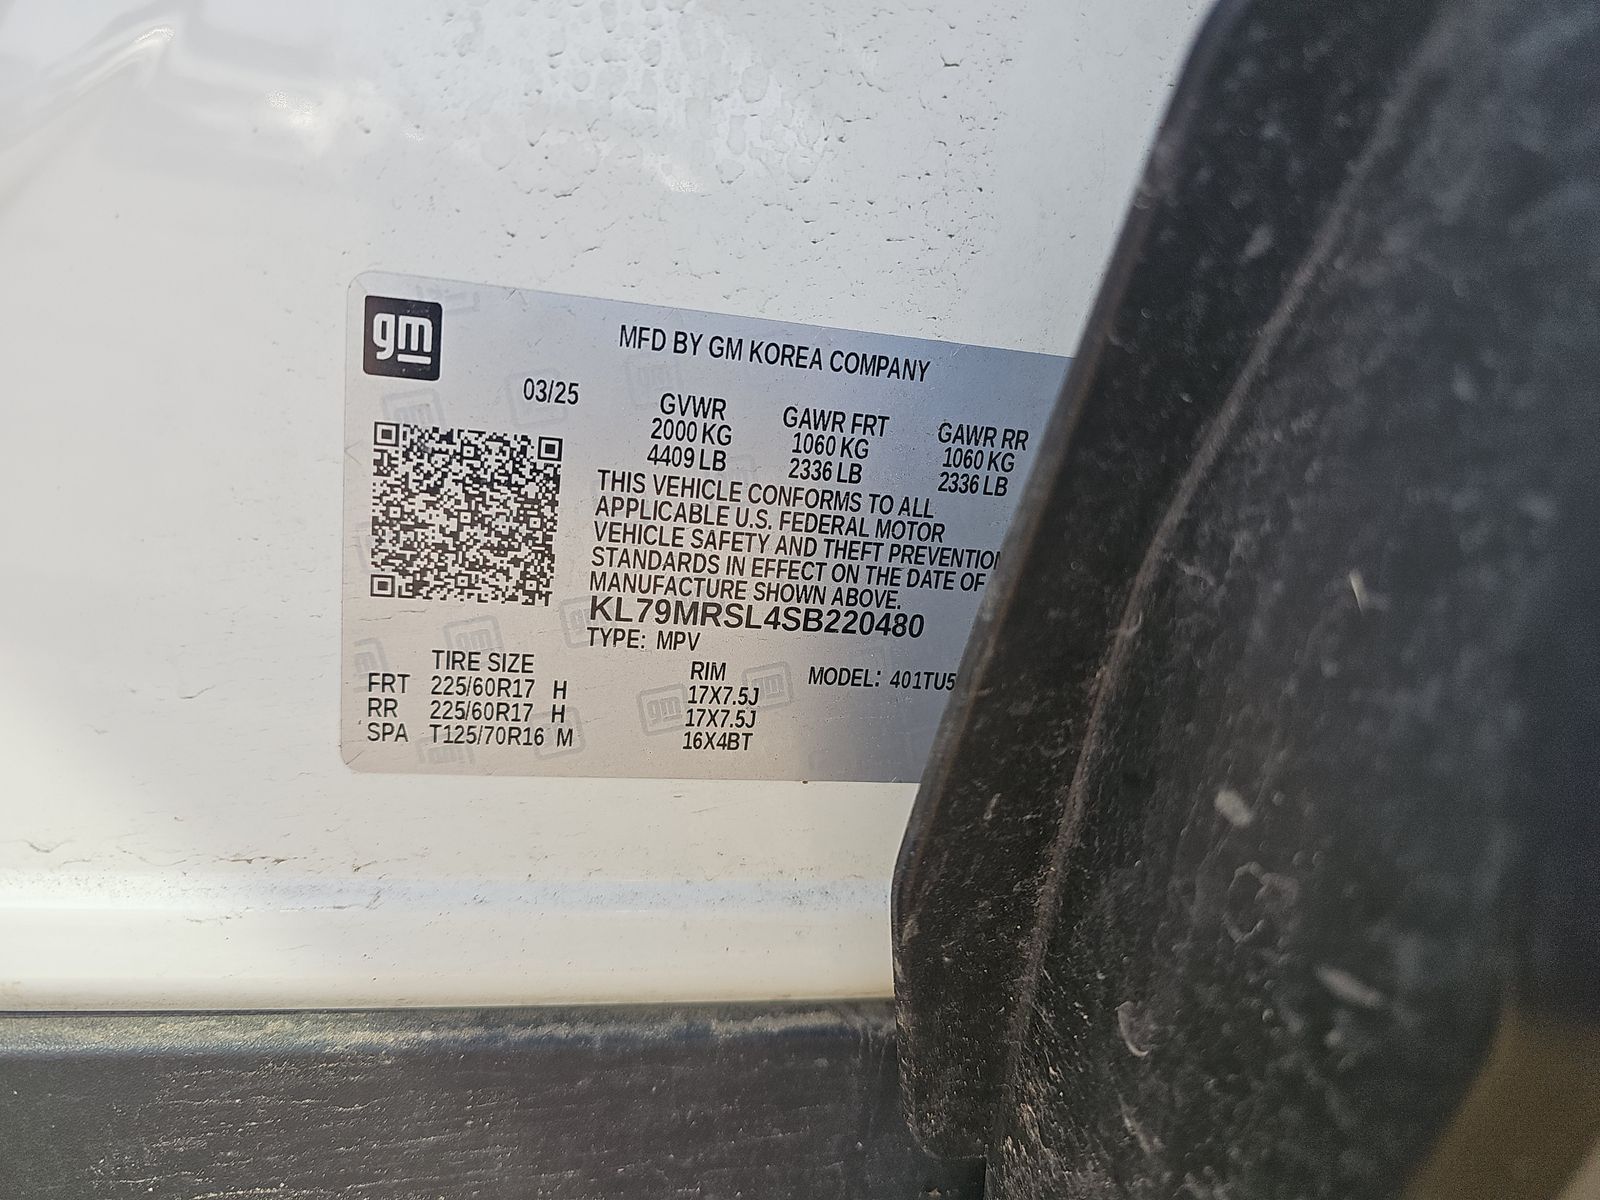 gm
MFD BY GM KOREA COMPANY
03/25
GVWR GAWR FRT GAWR RR
2000 KG 1060 KG 1060 KG
4409 LB 2336 LB 2336 LB
THIS VEHICLE CONFORMS TO ALL
APPLICABLE U.S. FEDERAL MOTOR
VEHICLE SAFETY AND THEFT PREVENTION
STANDARDS IN EFFECT ON THE DATE OF
MANUFACTURE SHOWN ABOVE.
KL79MRSL4SB220480
TYPE: MPV
TIRE SIZE RIM MODEL: 401TU5
FRT 225/60R17 H 17X7.5J
RR 225/60R17 H 17X7.5J
SPA T125/70R16 M 16X4BT